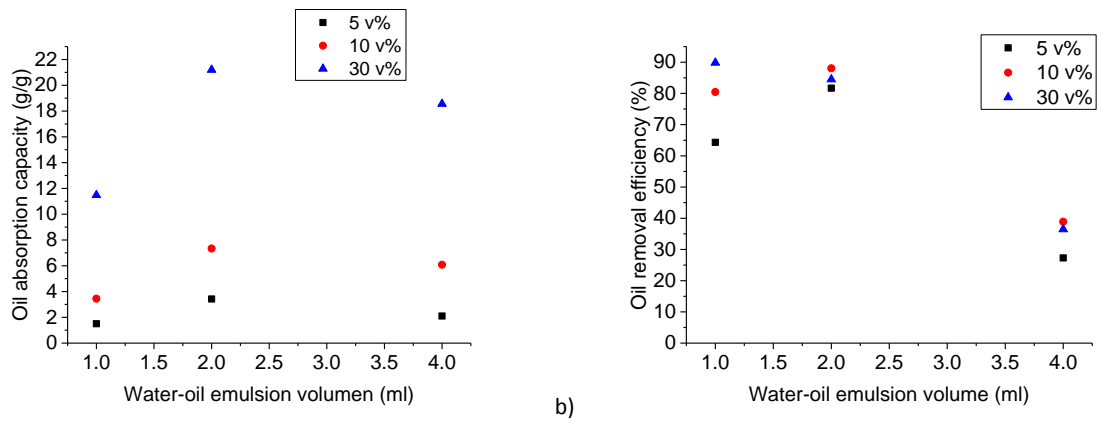 5 v%
10 v%
30 v%
22
20
18
16
14
12
10
8
6
4
2
0
Oil absorption capacity (g/g)
1.0 1.5 2.0 2.5 3.0 3.5 4.0
Water-oil emulsion volumen (ml)
b)
5 v%
10 v%
30 v%
90
80
70
60
50
40
30
20
10
0
Oil removal efficiency (%)
1.0 1.5 2.0 2.5 3.0 3.5 4.0
Water-oil emulsion volume (ml)